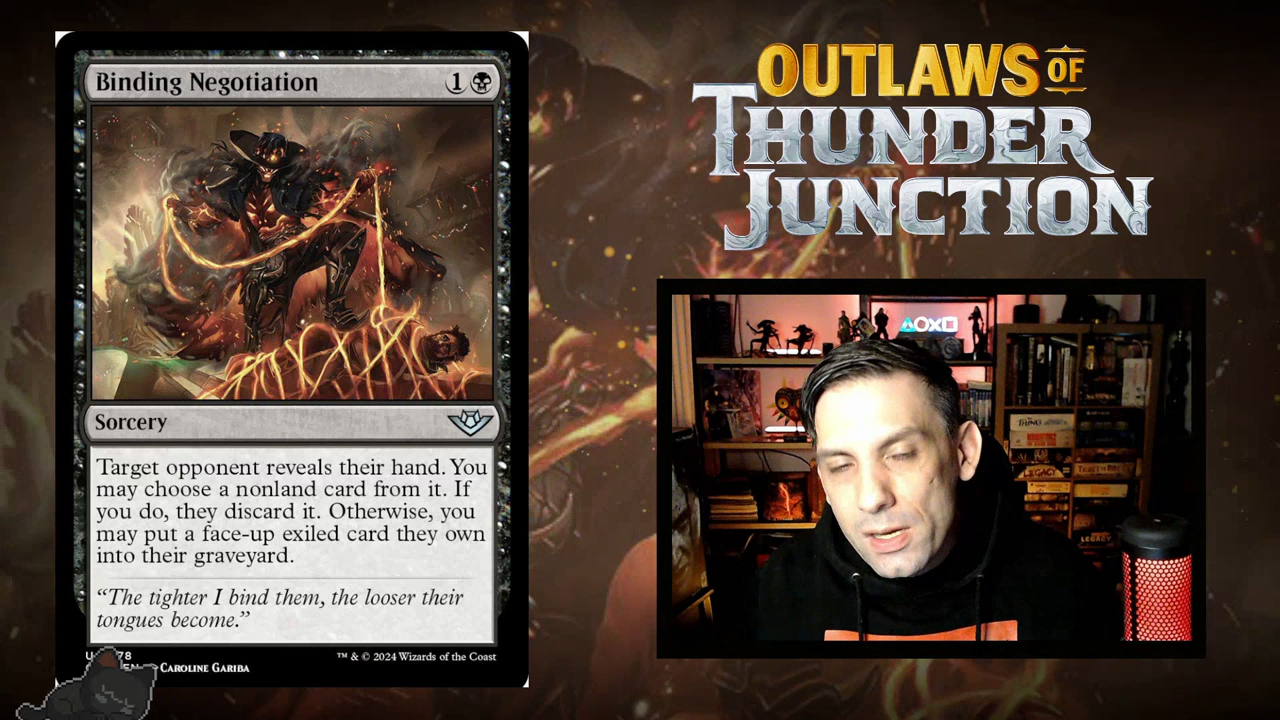 Binding Negotiation 1
Sorcery
Target opponent reveals their hand. You
may choose a nonland card from it. If
you do, they discard it. Otherwise, you
may put a face-up exiled card they own
into their graveyard.
“The tighter I bind them, the looser their
tongues become.”
CAROLINE GARIBA
™ & © 2024 Wizards of the Coast
OUTLAWS OF
THUNDER
JUNCTION
LEGACY
LEGACY